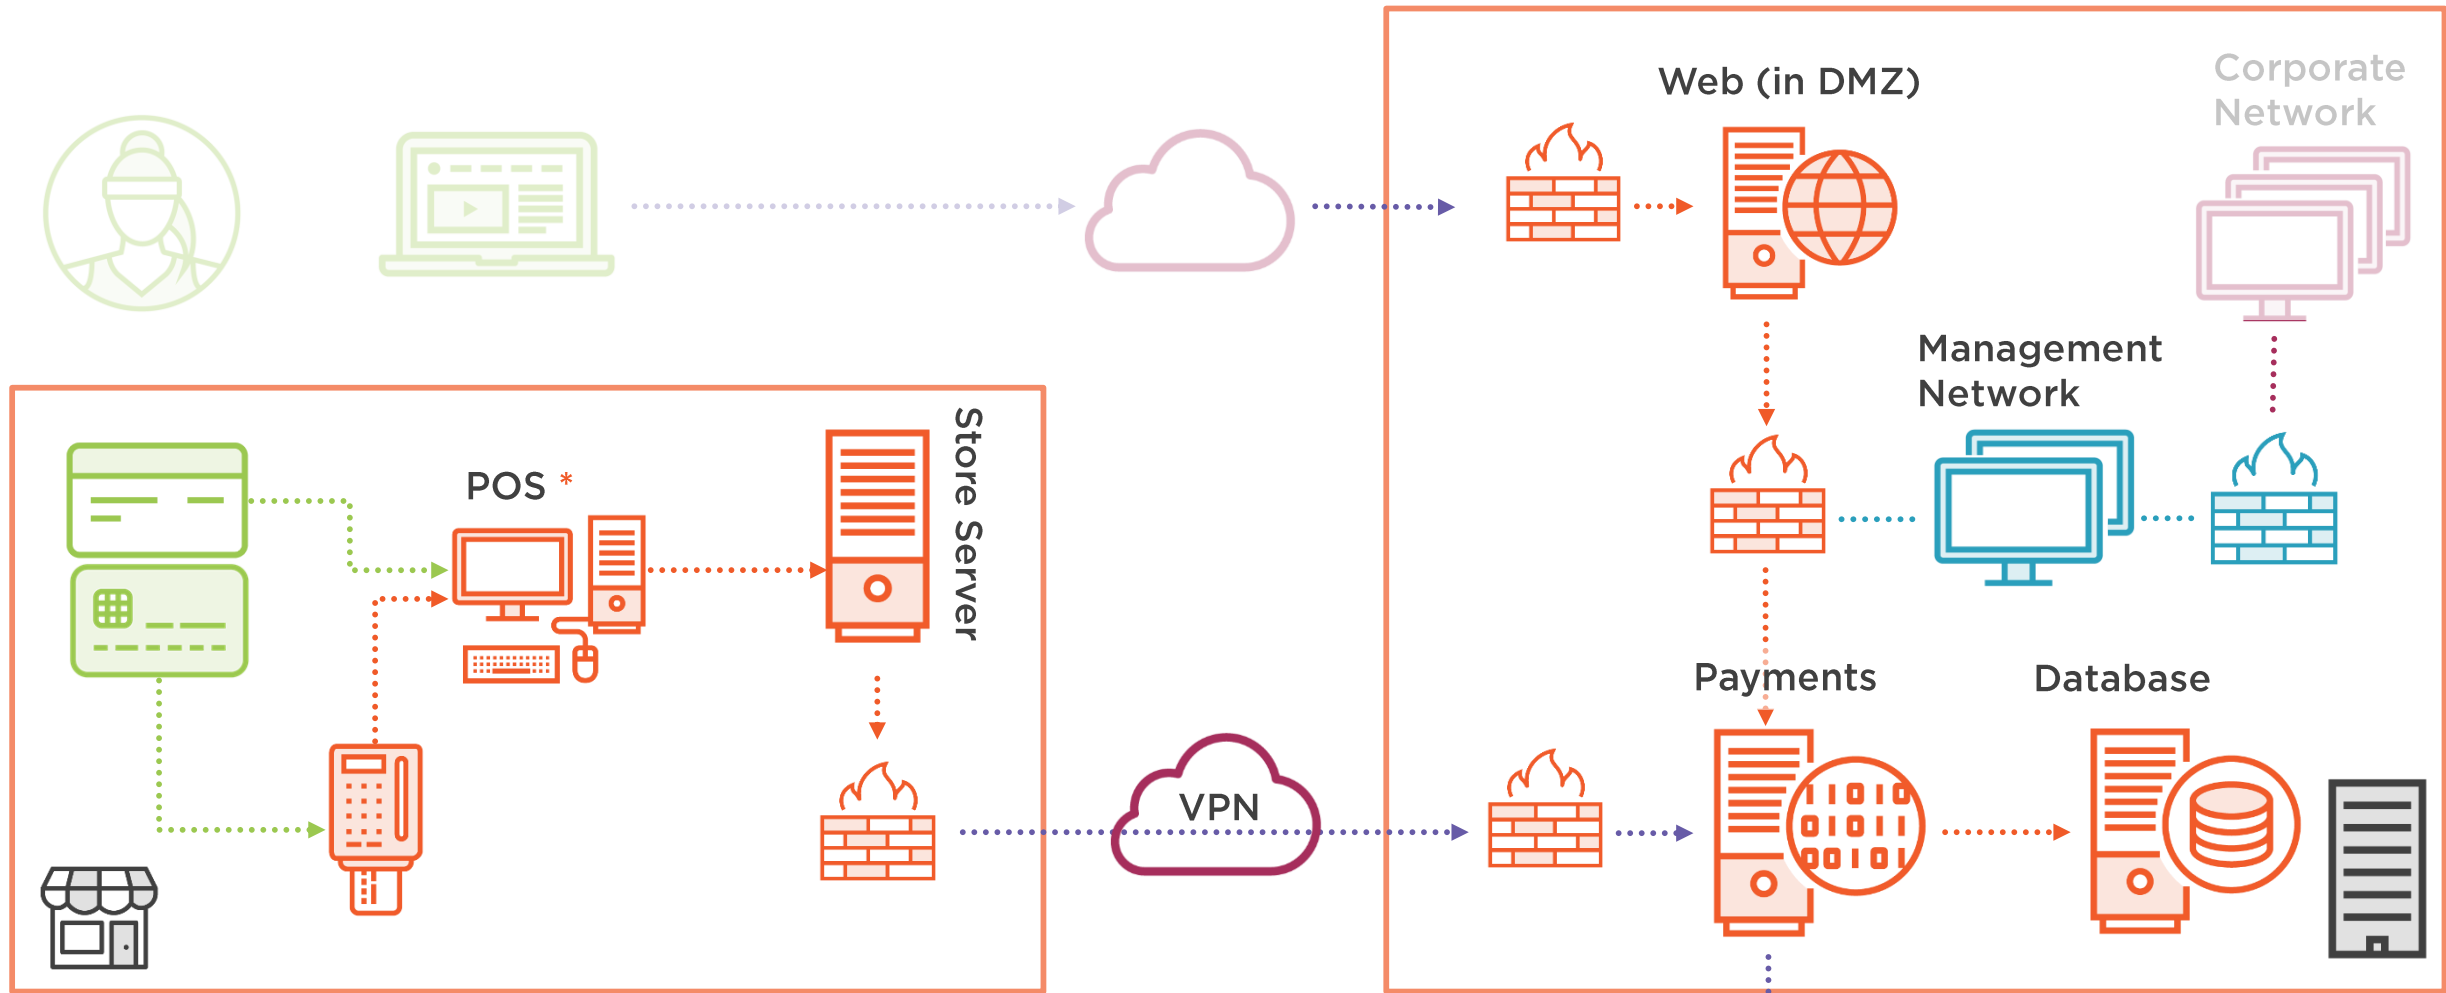 Web (in DMZ)
Corporate
Network
Management
Network
POS *
Store Server
Payments
Database
VPN